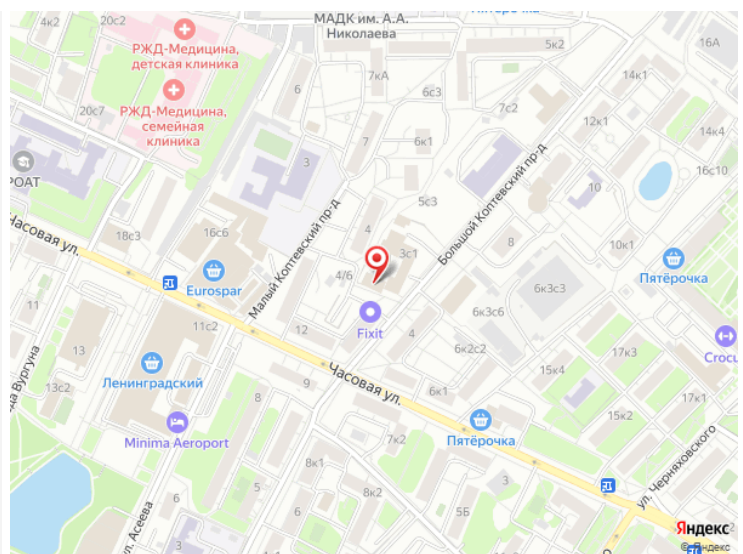 МАДК им. А.А.
Николаева
4к2
РЖД-Медицина,
детская клиника
5к2
16А
7кА
6с3
14к1
6
20с7
РЖД-Медицина,
семейная
клиника
7с2
12к1
14к4
7
6к1
3
РОАТ
16с10
10
5с3
Большой Коптевский пр-д
Малый Коптевский пр-д
Часовая ул.
18с3
16с6
4
3с1
8
10к1
Пятёрочка
4/6
Eurospar
6к3с3
11
11с2
Fixit
6к3с6
12
4
6к2с2
13
17к3
Crocu
13с2
Ленинградский
Часовая ул.
15к4
9
8
6к1
17к1
15к2
Minima Aeroport
7к2
Пятёрочка
ул. Черняховского
8к1
6
8к2
5Б
ул. Асеева
5
3
2
Яндекс
© Яндекс